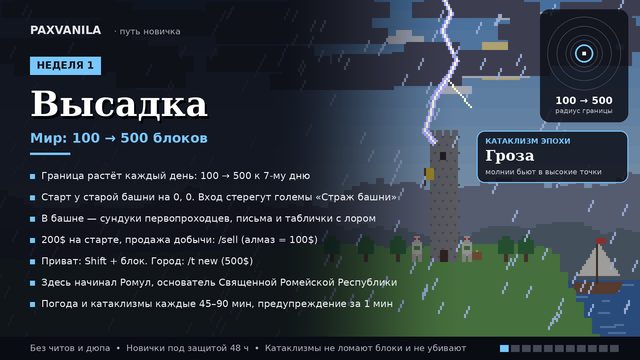 PAXVANILA · путь новичка
НЕДЕЛЯ 1
Высадка
Мир: 100 → 500 блоков
Граница растёт каждый день: 100 → 500 к 7-му дню
Старт у старой башни на 0, 0. Вход стерегут големы «Страж башни»
В башне — сундуки первопроходцев, письма и таблички с лором
200$ на старте, продажа добычи: /sell (алмаз = 100$)
Приват: Shift + блок. Город: /t new (500$)
Здесь начинал Ромул, основатель Священной Ромейской Республики
Погода и катаклизмы каждые 45–90 мин, предупреждение за 1 мин
100 → 500
радиус границы
КАТАКЛИЗМ ЭПОХИ
Гроза
молнии бьют в высокие точки
Без читов и дюпа • Новички под защитой 48 ч • Катаклизмы не ломают блоки и не убивают